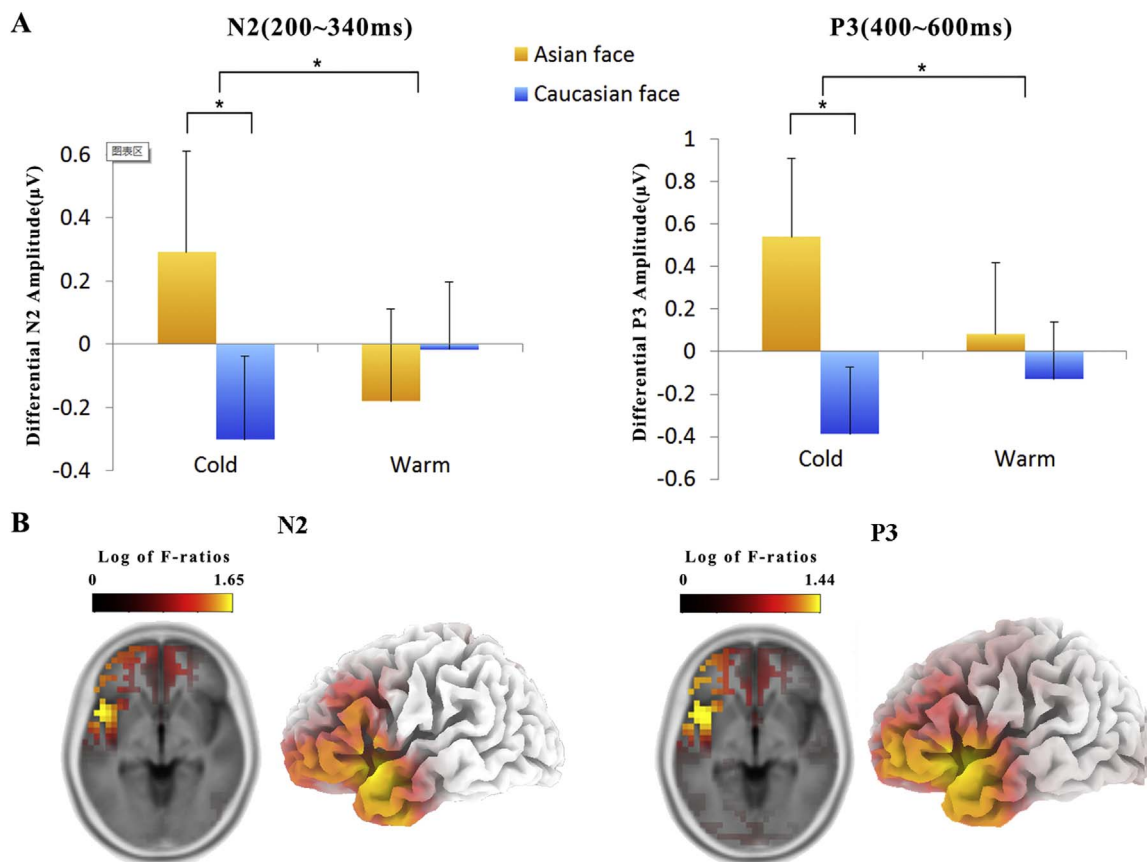 A
N2(200~340ms)
P3(400~600ms)
Asian face
Caucasian face
*
*
*
*
Differential N2 Amplitude(µV)
0.6
0.4
0.2
0
-0.2
-0.4
图表区
Cold
Warm
Differential P3 Amplitude(µV)
1
0.8
0.6
0.4
0.2
0
-0.2
-0.4
-0.6
Cold
Warm
B
N2
Log of F-ratios
0
1.65
P3
Log of F-ratios
0
1.44